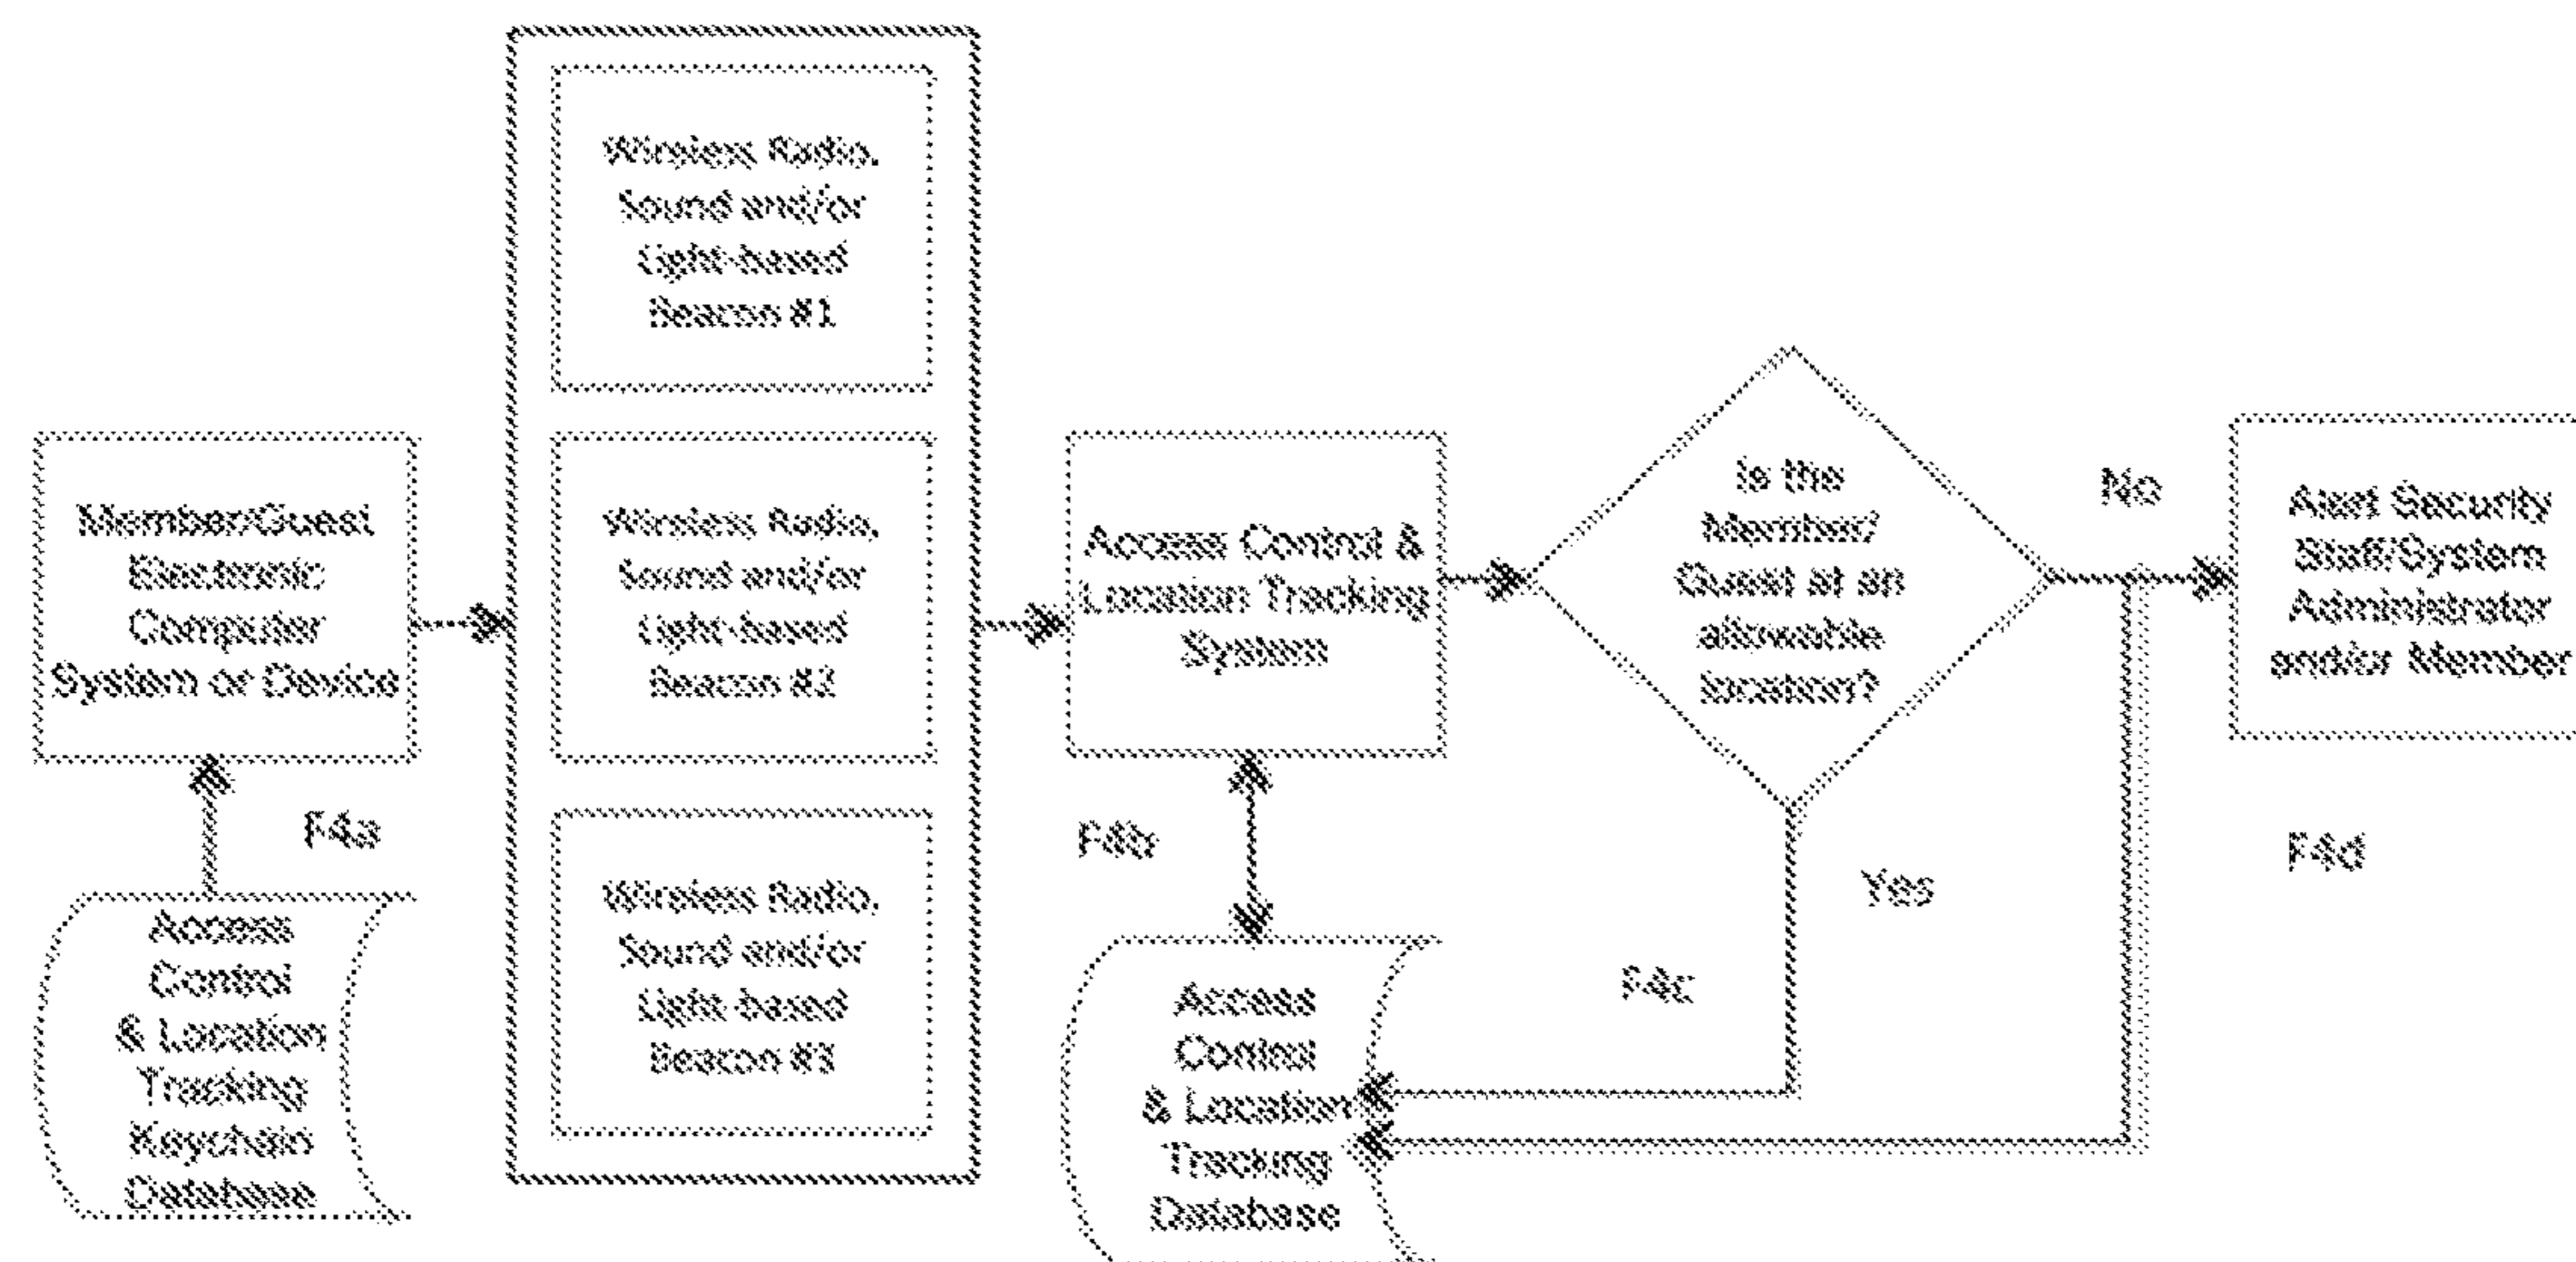 Wireless Radio,
Sound and/or
Light-based
Beacon #1
Member/Guest
Electronic
Computer
System or Device
Wireless Radio,
Sound and/or
Light-based
Beacon #2
Access Control &
Location Tracking
System
Is the
Member/
Guest at an
allowable
location?
No
Alert Security
Staff/System
Administrator
and/or Member
F4a
F4b
Yes
F4d
Wireless Radio,
Sound and/or
Light-based
Beacon #3
F4c
Access
Control
& Location
Tracking
Keychain
Database
Access
Control
& Location
Tracking
Database